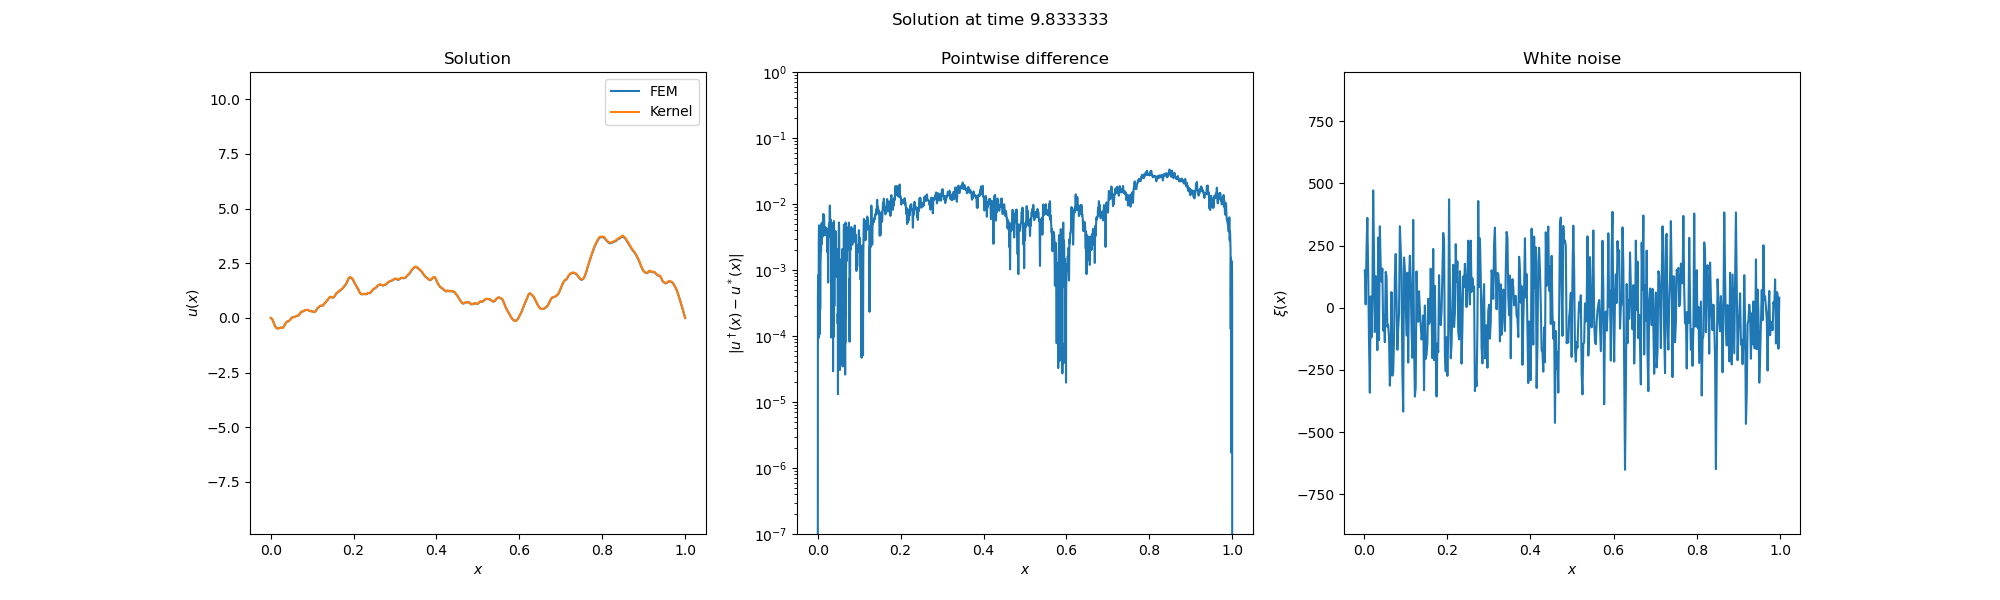 Solution at time 9.833333
Solution
10.0
7.5
5.0
2.5
0.0
−2.5
−5.0
−7.5
u(x)
0.0 0.2 0.4 0.6 0.8 1.0
x
FEM
Kernel
Pointwise difference
10⁰
10⁻¹
10⁻²
10⁻³
10⁻⁴
10⁻⁵
10⁻⁶
10⁻⁷
|u†(x) − u*(x)|
0.0 0.2 0.4 0.6 0.8 1.0
x
White noise
750
500
250
0
−250
−500
−750
ξ(x)
0.0 0.2 0.4 0.6 0.8 1.0
x